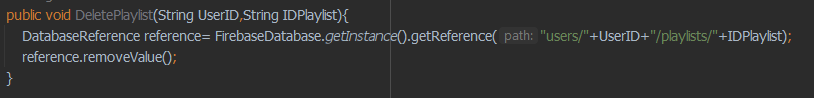 public void DeletePlaylist(String UserID,String IDPlaylist){
DatabaseReference reference= FirebaseDatabase.getInstance().getReference( path: "users/"+UserID+"/playlists/"+IDPlaylist);
reference.removeValue();
}